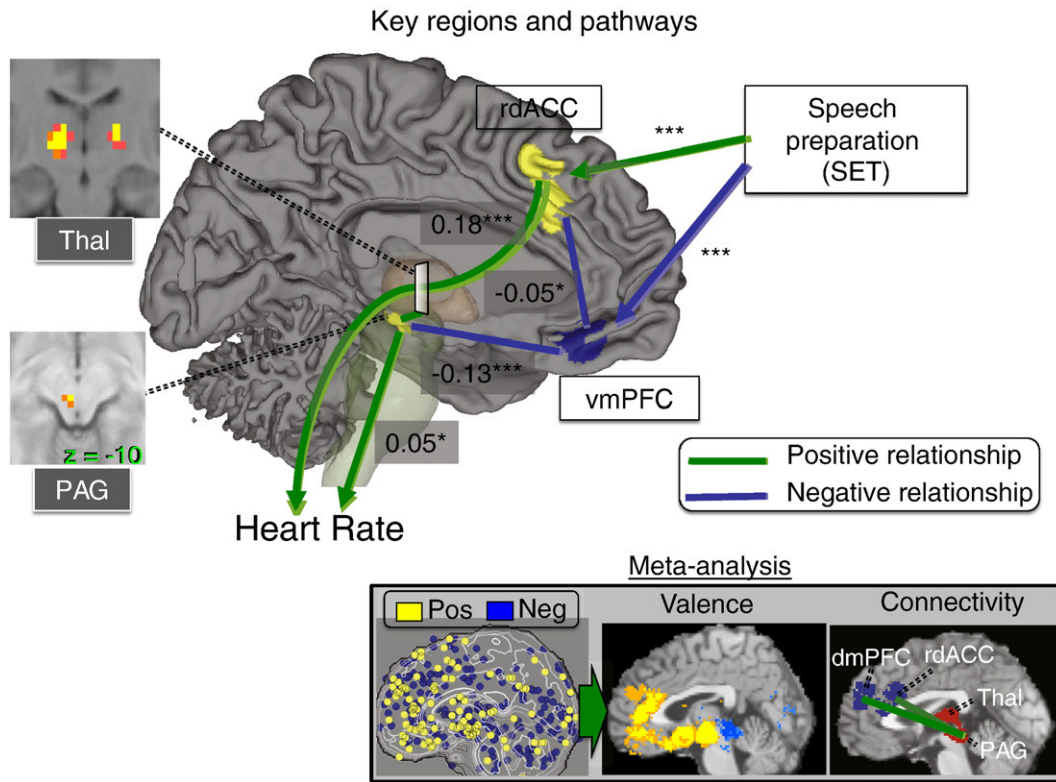 Key regions and pathways
rdACC
Speech
preparation
(SET)
***
***
Thal
0.18***
-0.05*
-0.13***
vmPFC
0.05*
z = -10
PAG
Positive relationship
Negative relationship
Heart Rate
Meta-analysis
Pos Neg
Valence
Connectivity
dmPFC
rdACC
Thal
PAG